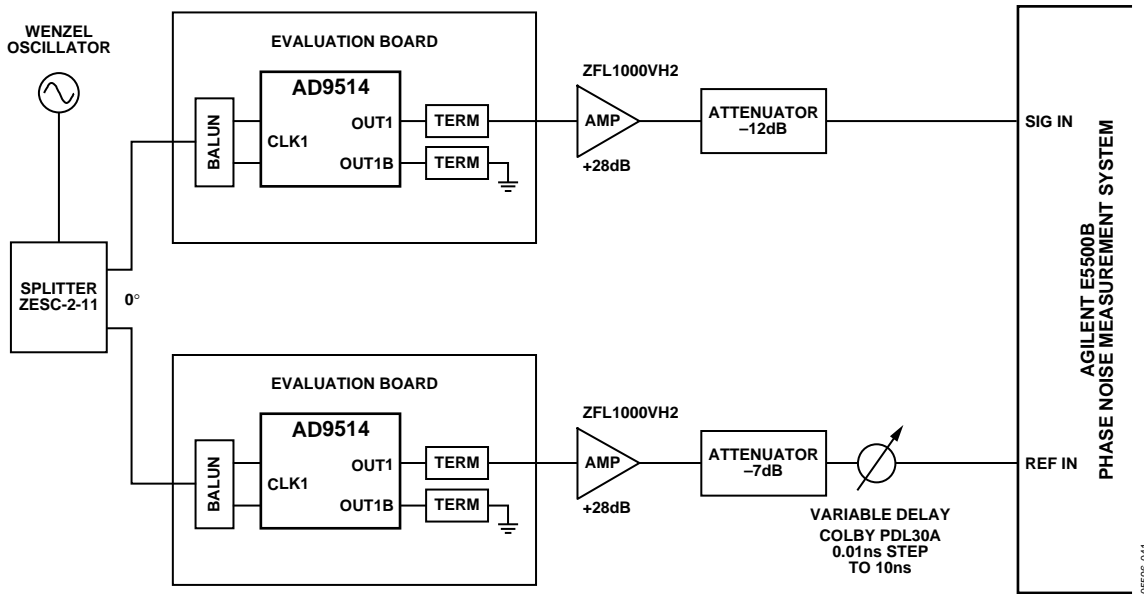 WENZEL
OSCILLATOR
SPLITTER
ZESC-2-11
0°
EVALUATION BOARD
BALUN
AD9514
CLK1
OUT1
OUT1B
TERM
TERM
ZFL1000VH2
AMP
+28dB
ATTENUATOR
–12dB
SIG IN
EVALUATION BOARD
BALUN
AD9514
CLK1
OUT1
OUT1B
TERM
TERM
ZFL1000VH2
AMP
+28dB
ATTENUATOR
–7dB
VARIABLE DELAY
COLBY PDL30A
0.01ns STEP
TO 10ns
REF IN
AGILENT E5500B
PHASE NOISE MEASUREMENT SYSTEM